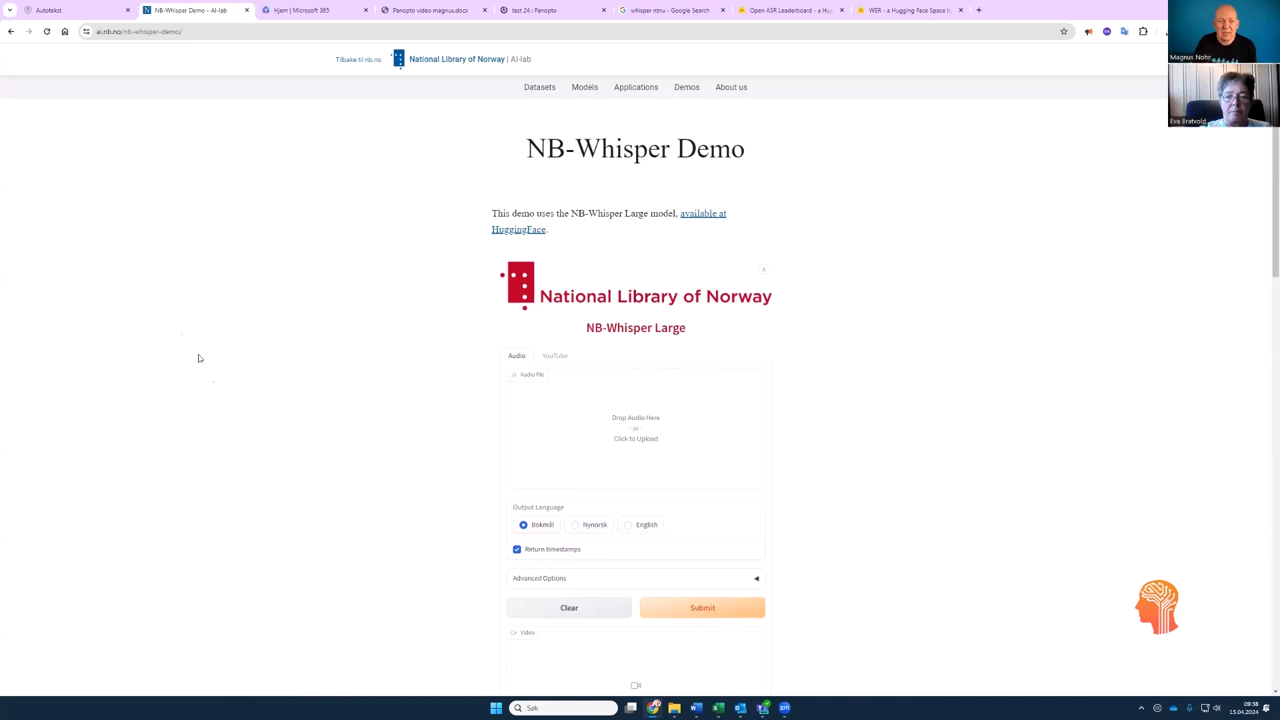 Autotekst
NB-Whisper Demo – AI-lab
Hjem | Microsoft 365
Panopto video magnus.docx
test 24 | Panopto
whisper ntnu - Google Search
Open ASR Leaderboard - a Hug
WER - a Hugging Face Space b
ai.nb.no/nb-whisper-demo/
Magnus Nohr
Eva Bratvold
Tilbake til nb.no
National Library of Norway | AI-lab
Datasets Models Applications Demos About us
NB-Whisper Demo
This demo uses the NB-Whisper Large model, available at
HuggingFace.
National Library of Norway
NB-Whisper Large
Audio YouTube
Audio file
Drop Audio Here
- or -
Click to Upload
Output Language
Bokmål Nynorsk English
Return timestamps
Advanced Options
Clear Submit
Video
Søk
09:38
15.04.2024